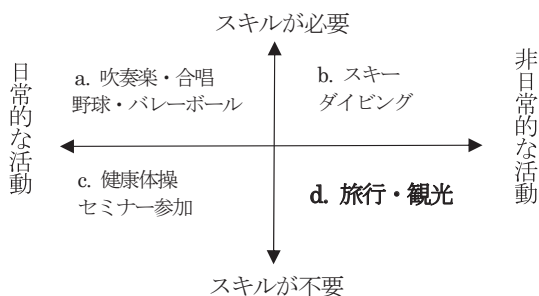 スキルが必要
日常的な活動
a. 吹奏楽・合唱
野球・バレーボール
b. スキー
ダイビング
非日常的な活動
c. 健康体操
セミナー参加
d. 旅行・観光
スキルが不要